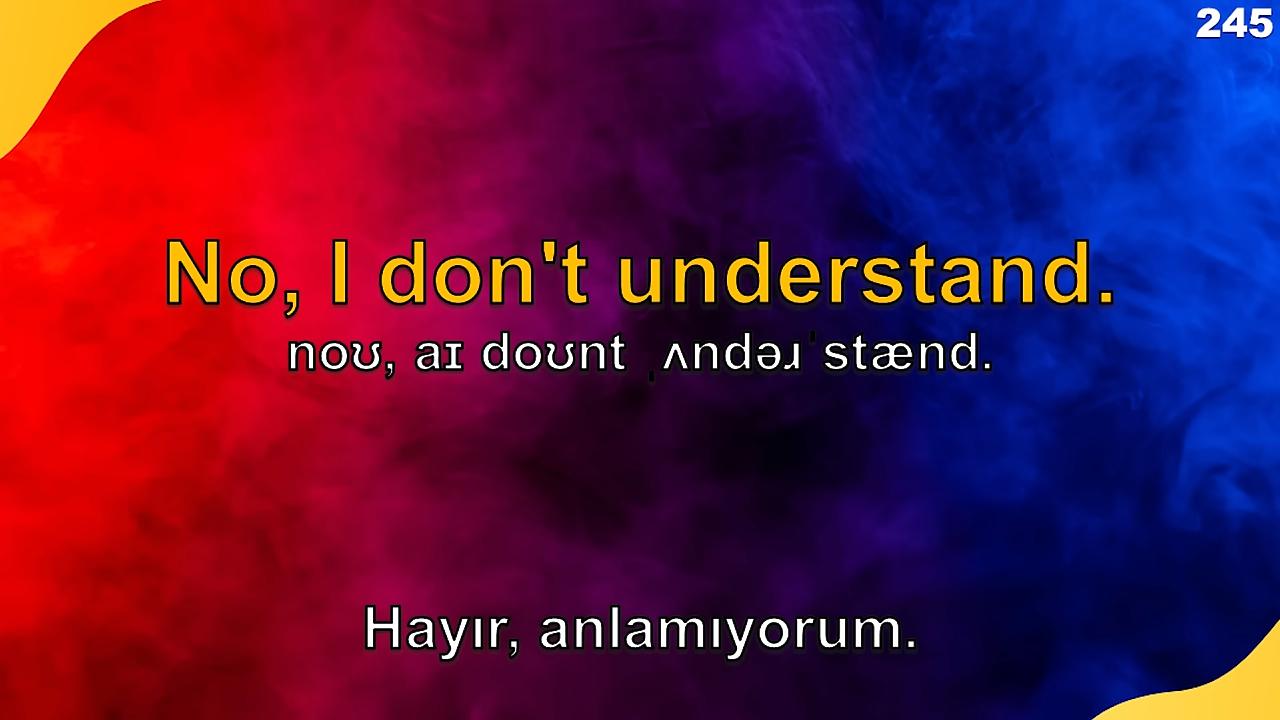 245
No, I don't understand.
noʊ, aɪ doʊnt ˌʌndəɹˈstænd.
Hayır, anlamıyorum.